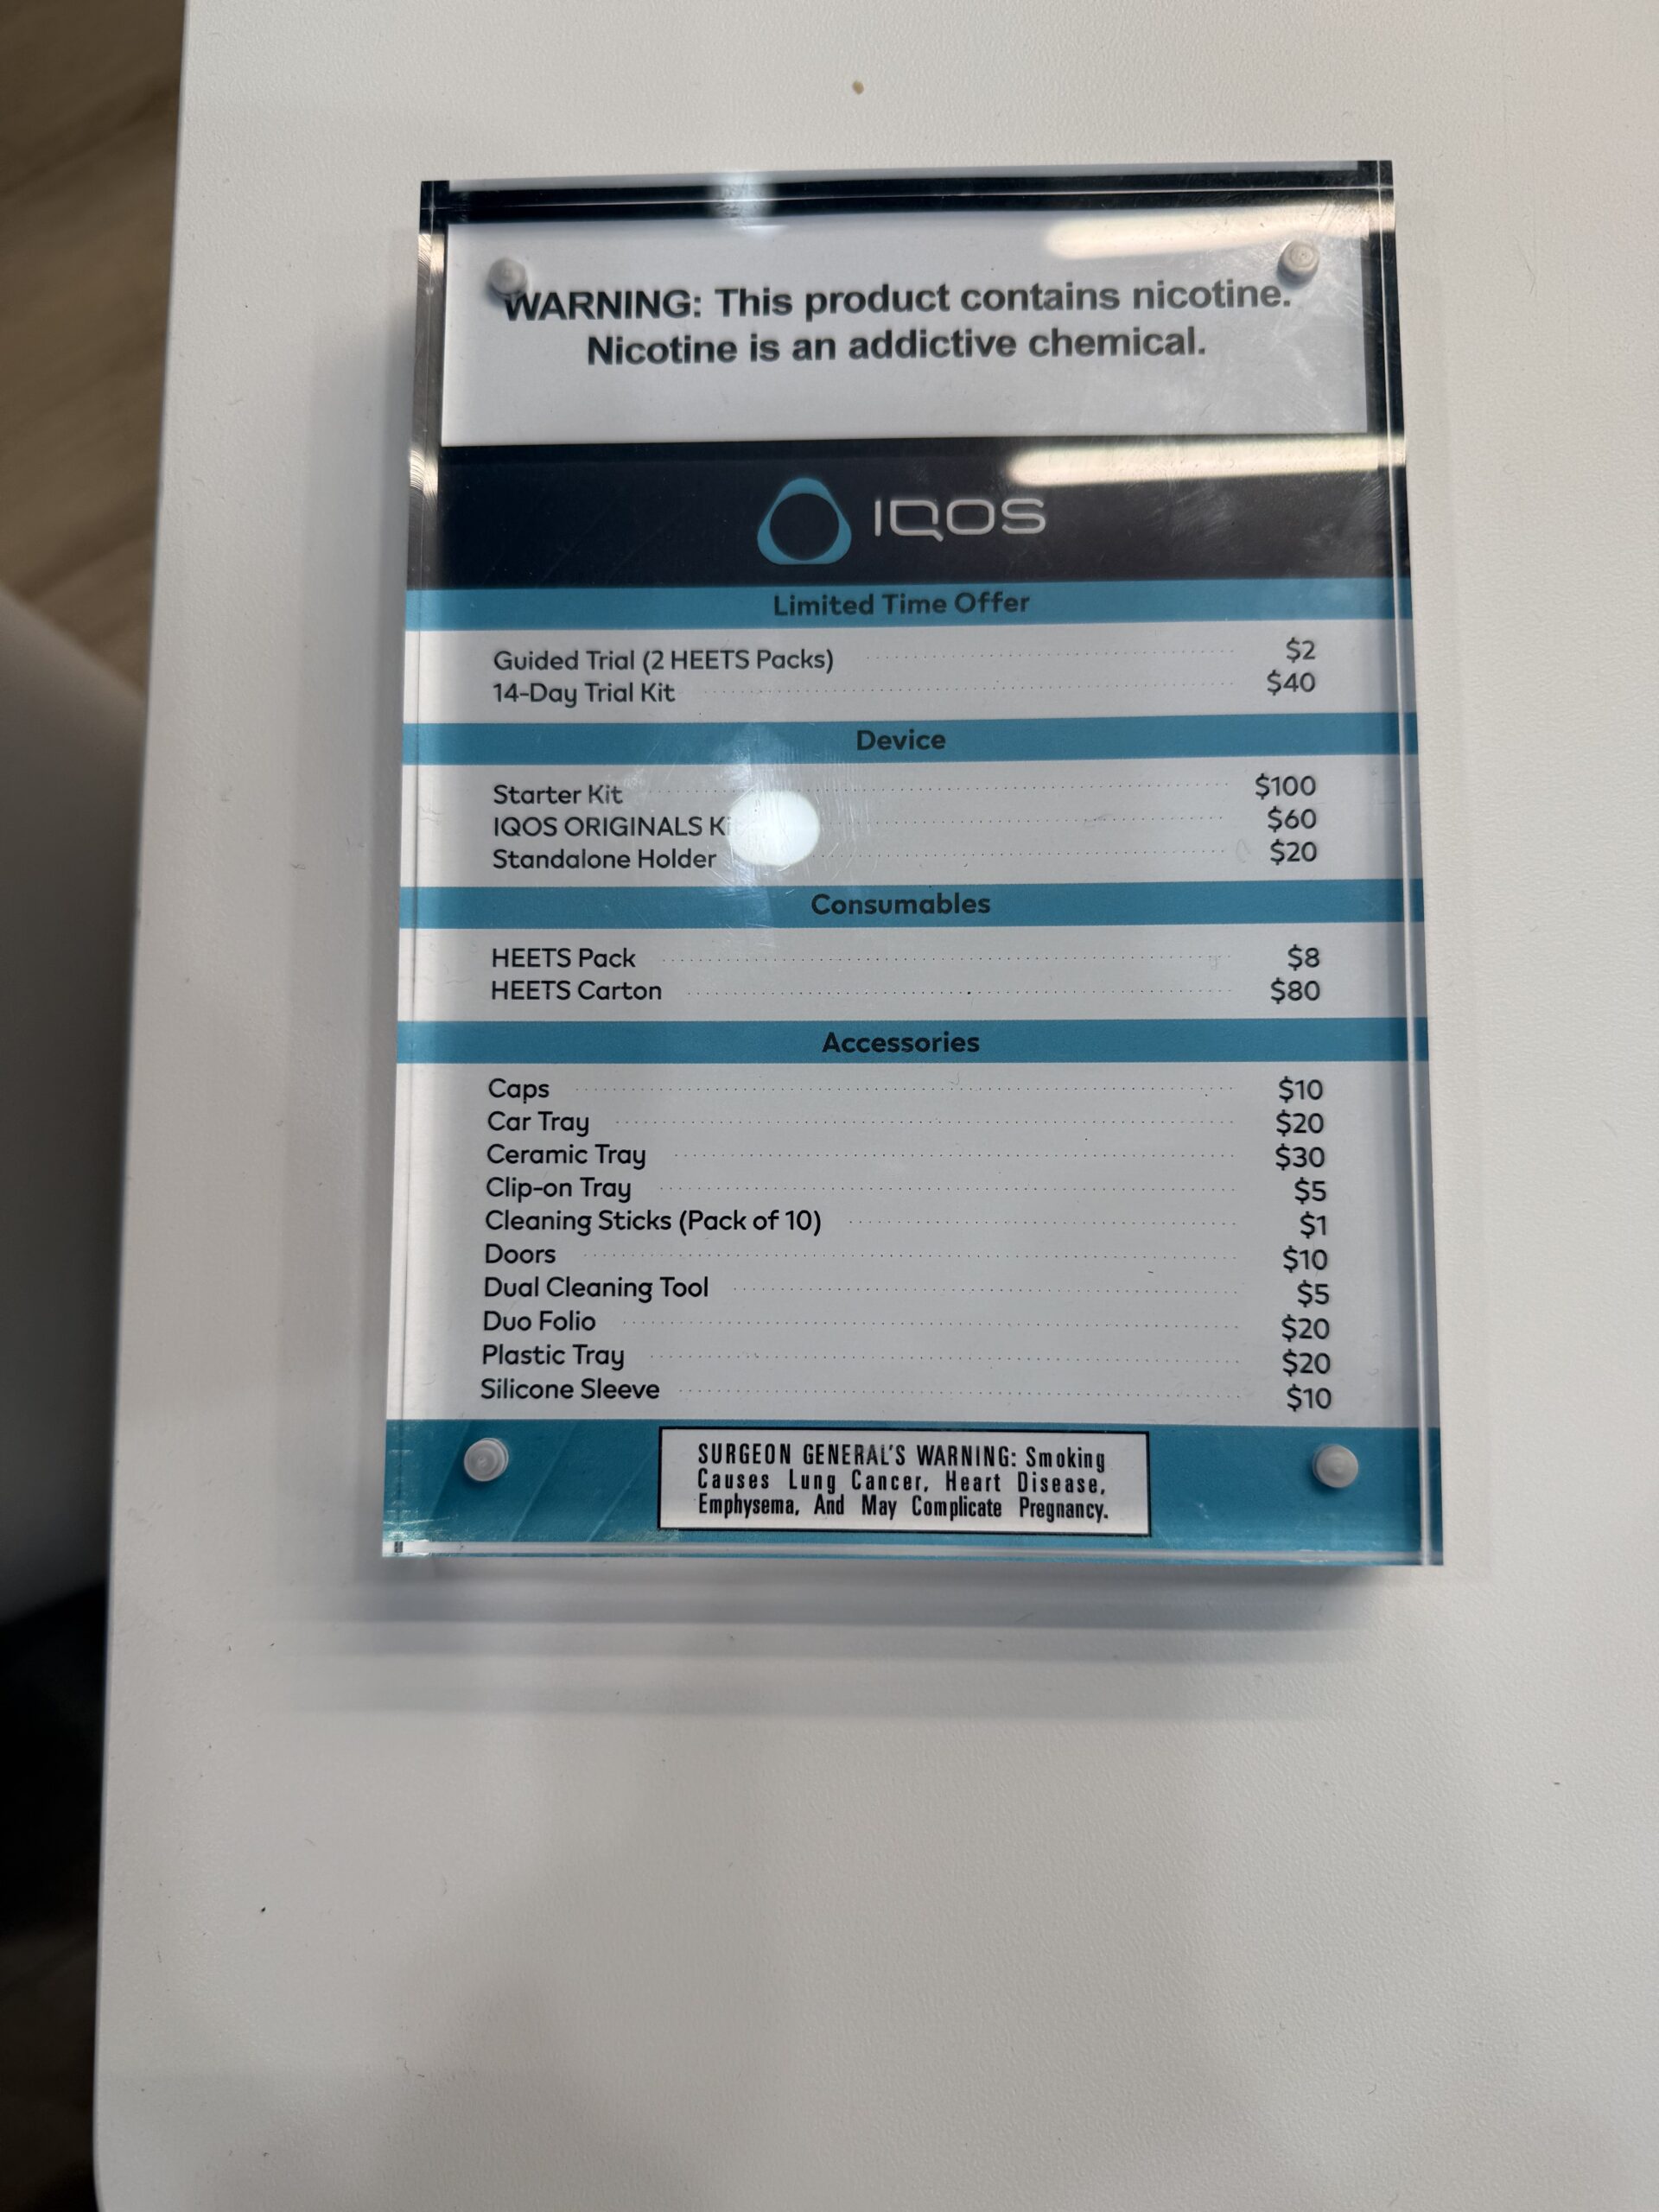 WARNING: This product contains nicotine.
Nicotine is an addictive chemical.
IQOS
Limited Time Offer
Guided Trial (2 HEETS Packs) $2
14-Day Trial Kit $40
Device
Starter Kit $100
IQOS ORIGINALS Kit $60
Standalone Holder $20
Consumables
HEETS Pack $8
HEETS Carton $80
Accessories
Caps $10
Car Tray $20
Ceramic Tray $30
Clip-on Tray $5
Cleaning Sticks (Pack of 10) $1
Doors $10
Dual Cleaning Tool $5
Duo Folio $20
Plastic Tray $20
Silicone Sleeve $10
SURGEON GENERAL'S WARNING: Smoking
Causes Lung Cancer, Heart Disease,
Emphysema, And May Complicate Pregnancy.